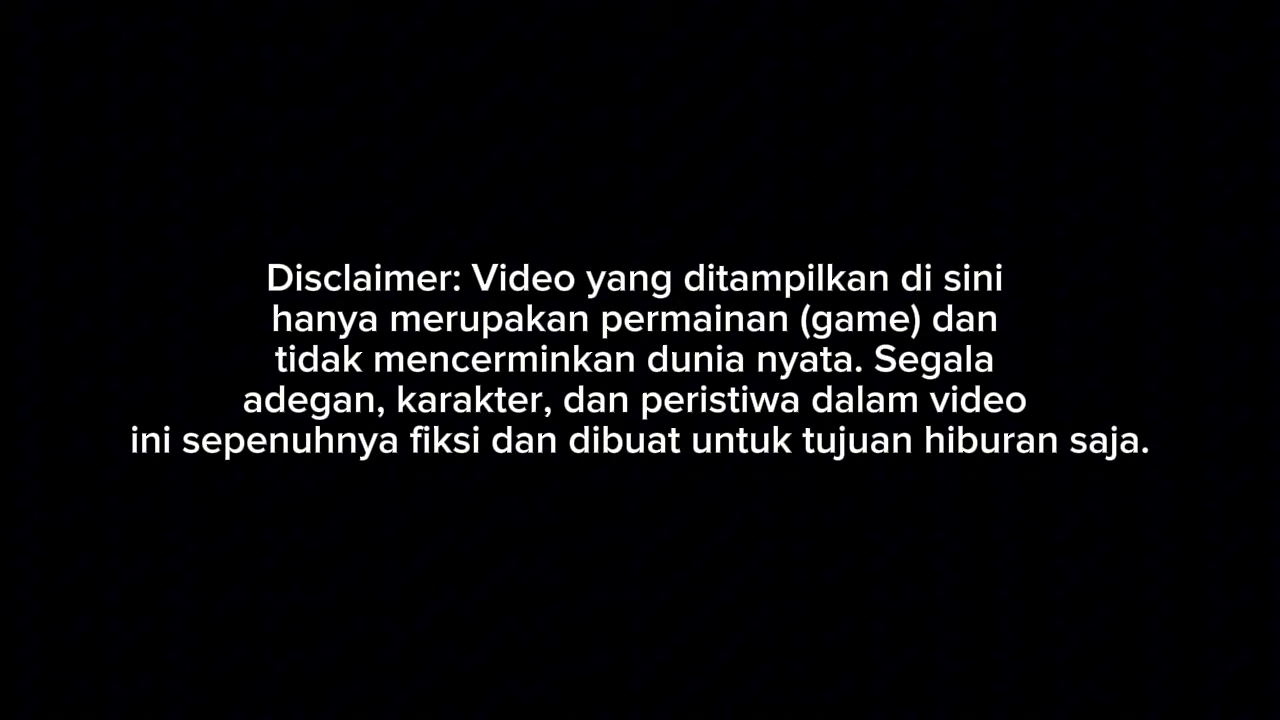 Disclaimer: Video yang ditampilkan di sini
hanya merupakan permainan (game) dan
tidak mencerminkan dunia nyata. Segala
adegan, karakter, dan peristiwa dalam video
ini sepenuhnya fiksi dan dibuat untuk tujuan hiburan saja.